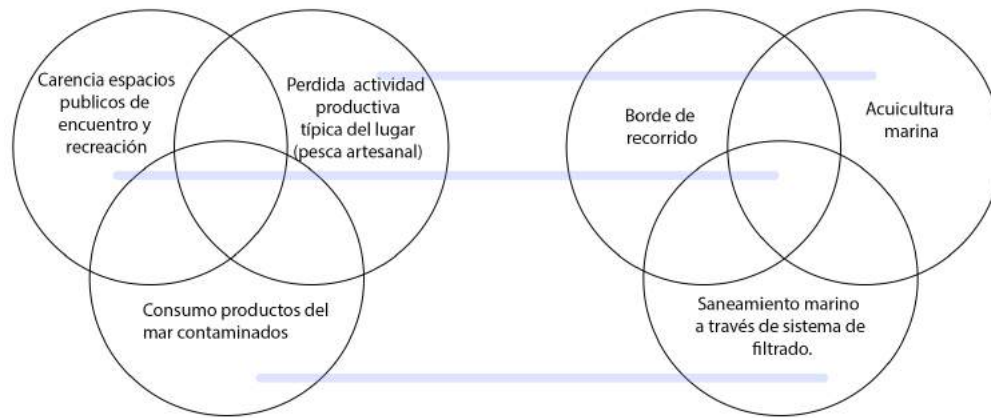 Carencia espacios
publicos de
encuentro y
recreación
Perdida actividad
productiva
típica del lugar
(pesca artesanal)
Consumo productos del
mar contaminados
Borde de
recorrido
Acuicultura
marina
Saneamiento marino
a través de sistema de
filtrado.